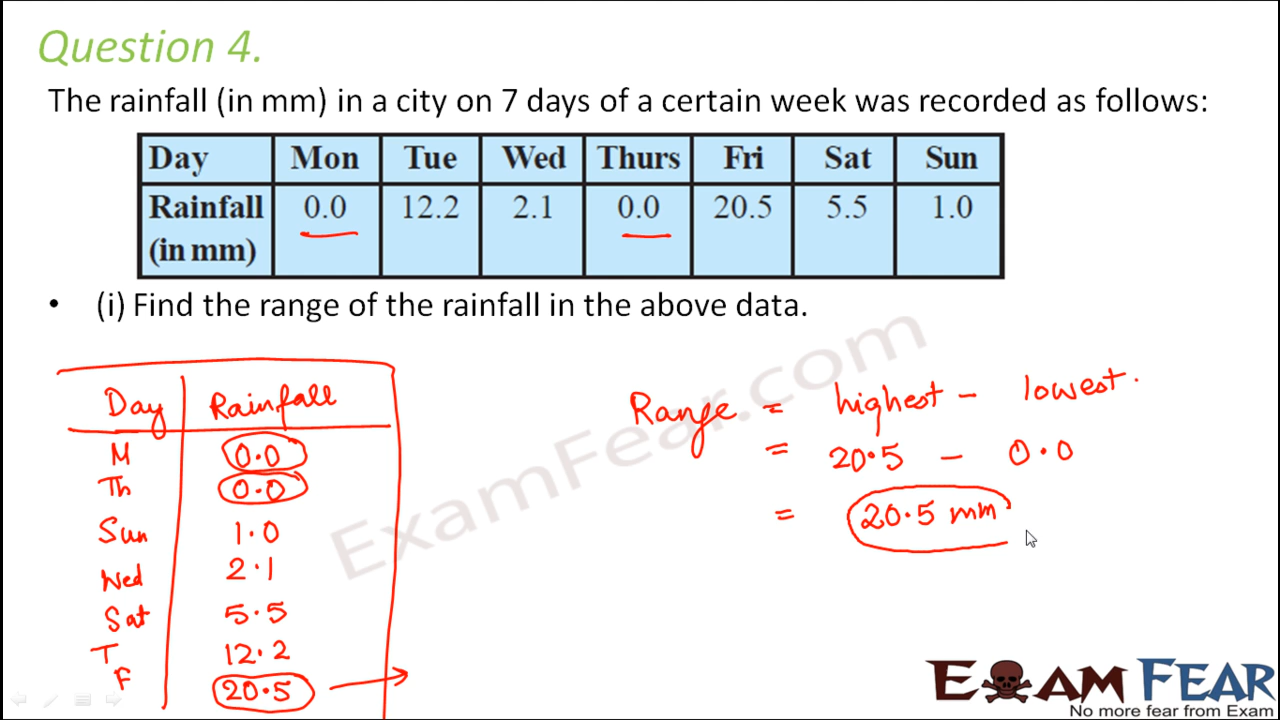 Question 4.
The rainfall (in mm) in a city on 7 days of a certain week was recorded as follows:
Day Mon Tue Wed Thurs Fri Sat Sun
Rainfall (in mm) 0.0 12.2 2.1 0.0 20.5 5.5 1.0
• (i) Find the range of the rainfall in the above data.
Day Rainfall
M 0.0
Th 0.0
Sun 1.0
Wed 2.1
Sat 5.5
T 12.2
F 20.5
Range = highest - lowest.
= 20.5 - 0.0
= 20.5 mm
ExamFear.com
EXAM FEAR
No more fear from Exam